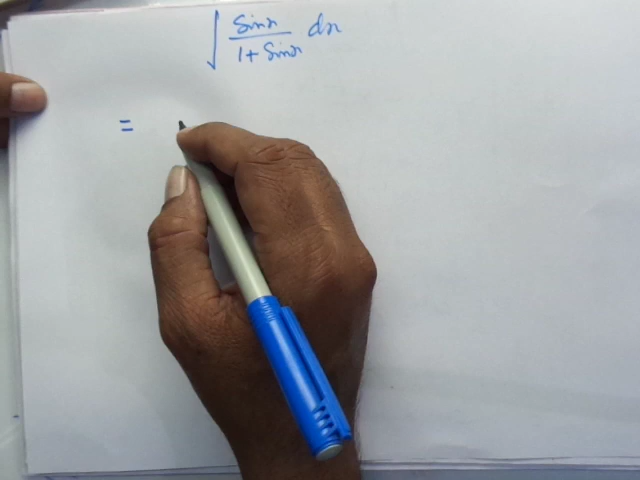 ∫ sinx / 1 + sinx dx
=